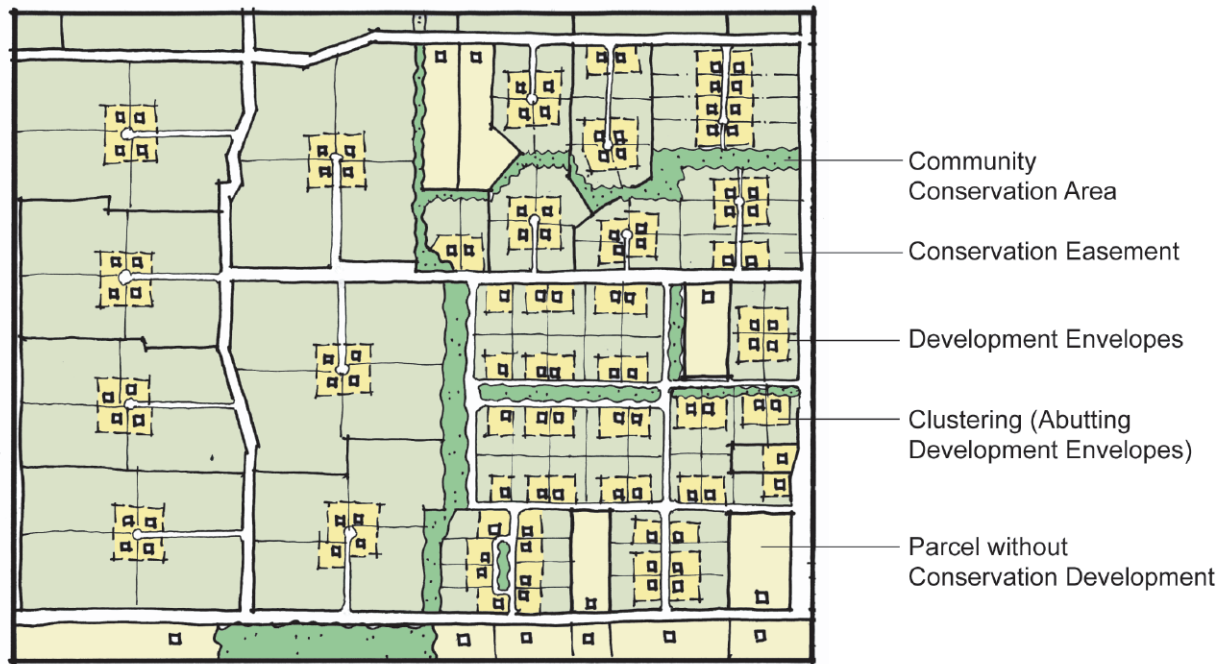 Community
Conservation Area
Conservation Easement
Development Envelopes
Clustering (Abutting
Development Envelopes)
Parcel without
Conservation Development